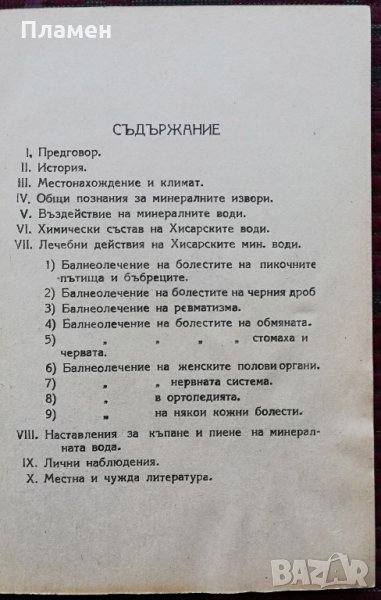 Пламен
СЪДЪРЖАНИЕ
I. Предговор.
II. История.
III. Местонахождение и климат.
IV. Общи познания за минералните извори.
V. Въздействие на минералните води.
VI. Химически състав на Хисарските води.
VII. Лечебни действия на Хисарските мин. води.
1) Балнеолечение на болестите на пикочните
пътища и бъбреците.
2) Балнеолечение на болестите на черния дроб
3) Балнеолечение на ревматизма.
4) Балнеолечение на болестите на обмяната.
5) „ „ „ „ стомаха и
червата.
6) Балнеолечение на женските полови органи.
7) „ „ нервната система.
8) „ в ортопедията.
9) „ на някои кожни болести.
VIII. Наставления за къпане и пиене на минерал-
ната вода.
IX. Лични наблюдения.
X. Местна и чужда литература.
BAZAR